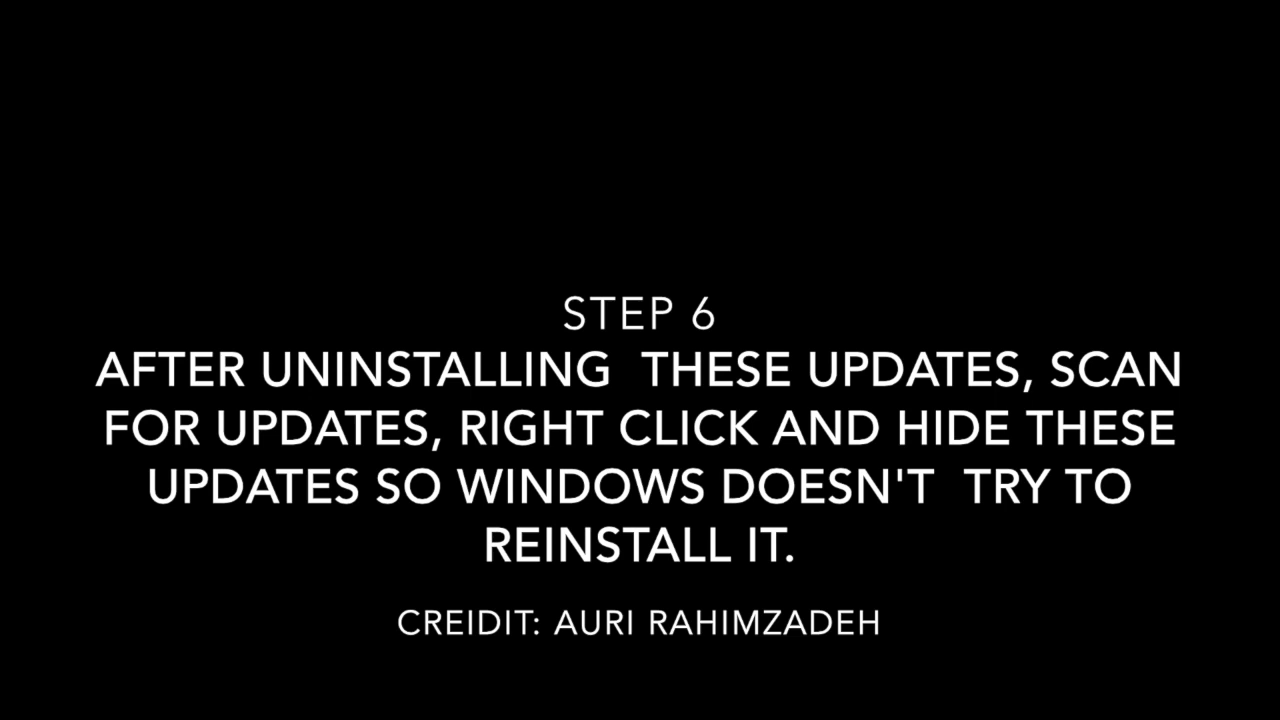 STEP 6
AFTER UNINSTALLING  THESE UPDATES, SCAN
FOR UPDATES, RIGHT CLICK AND HIDE THESE
UPDATES SO WINDOWS DOESN'T  TRY TO
REINSTALL IT.
CREIDIT: AURI RAHIMZADEH